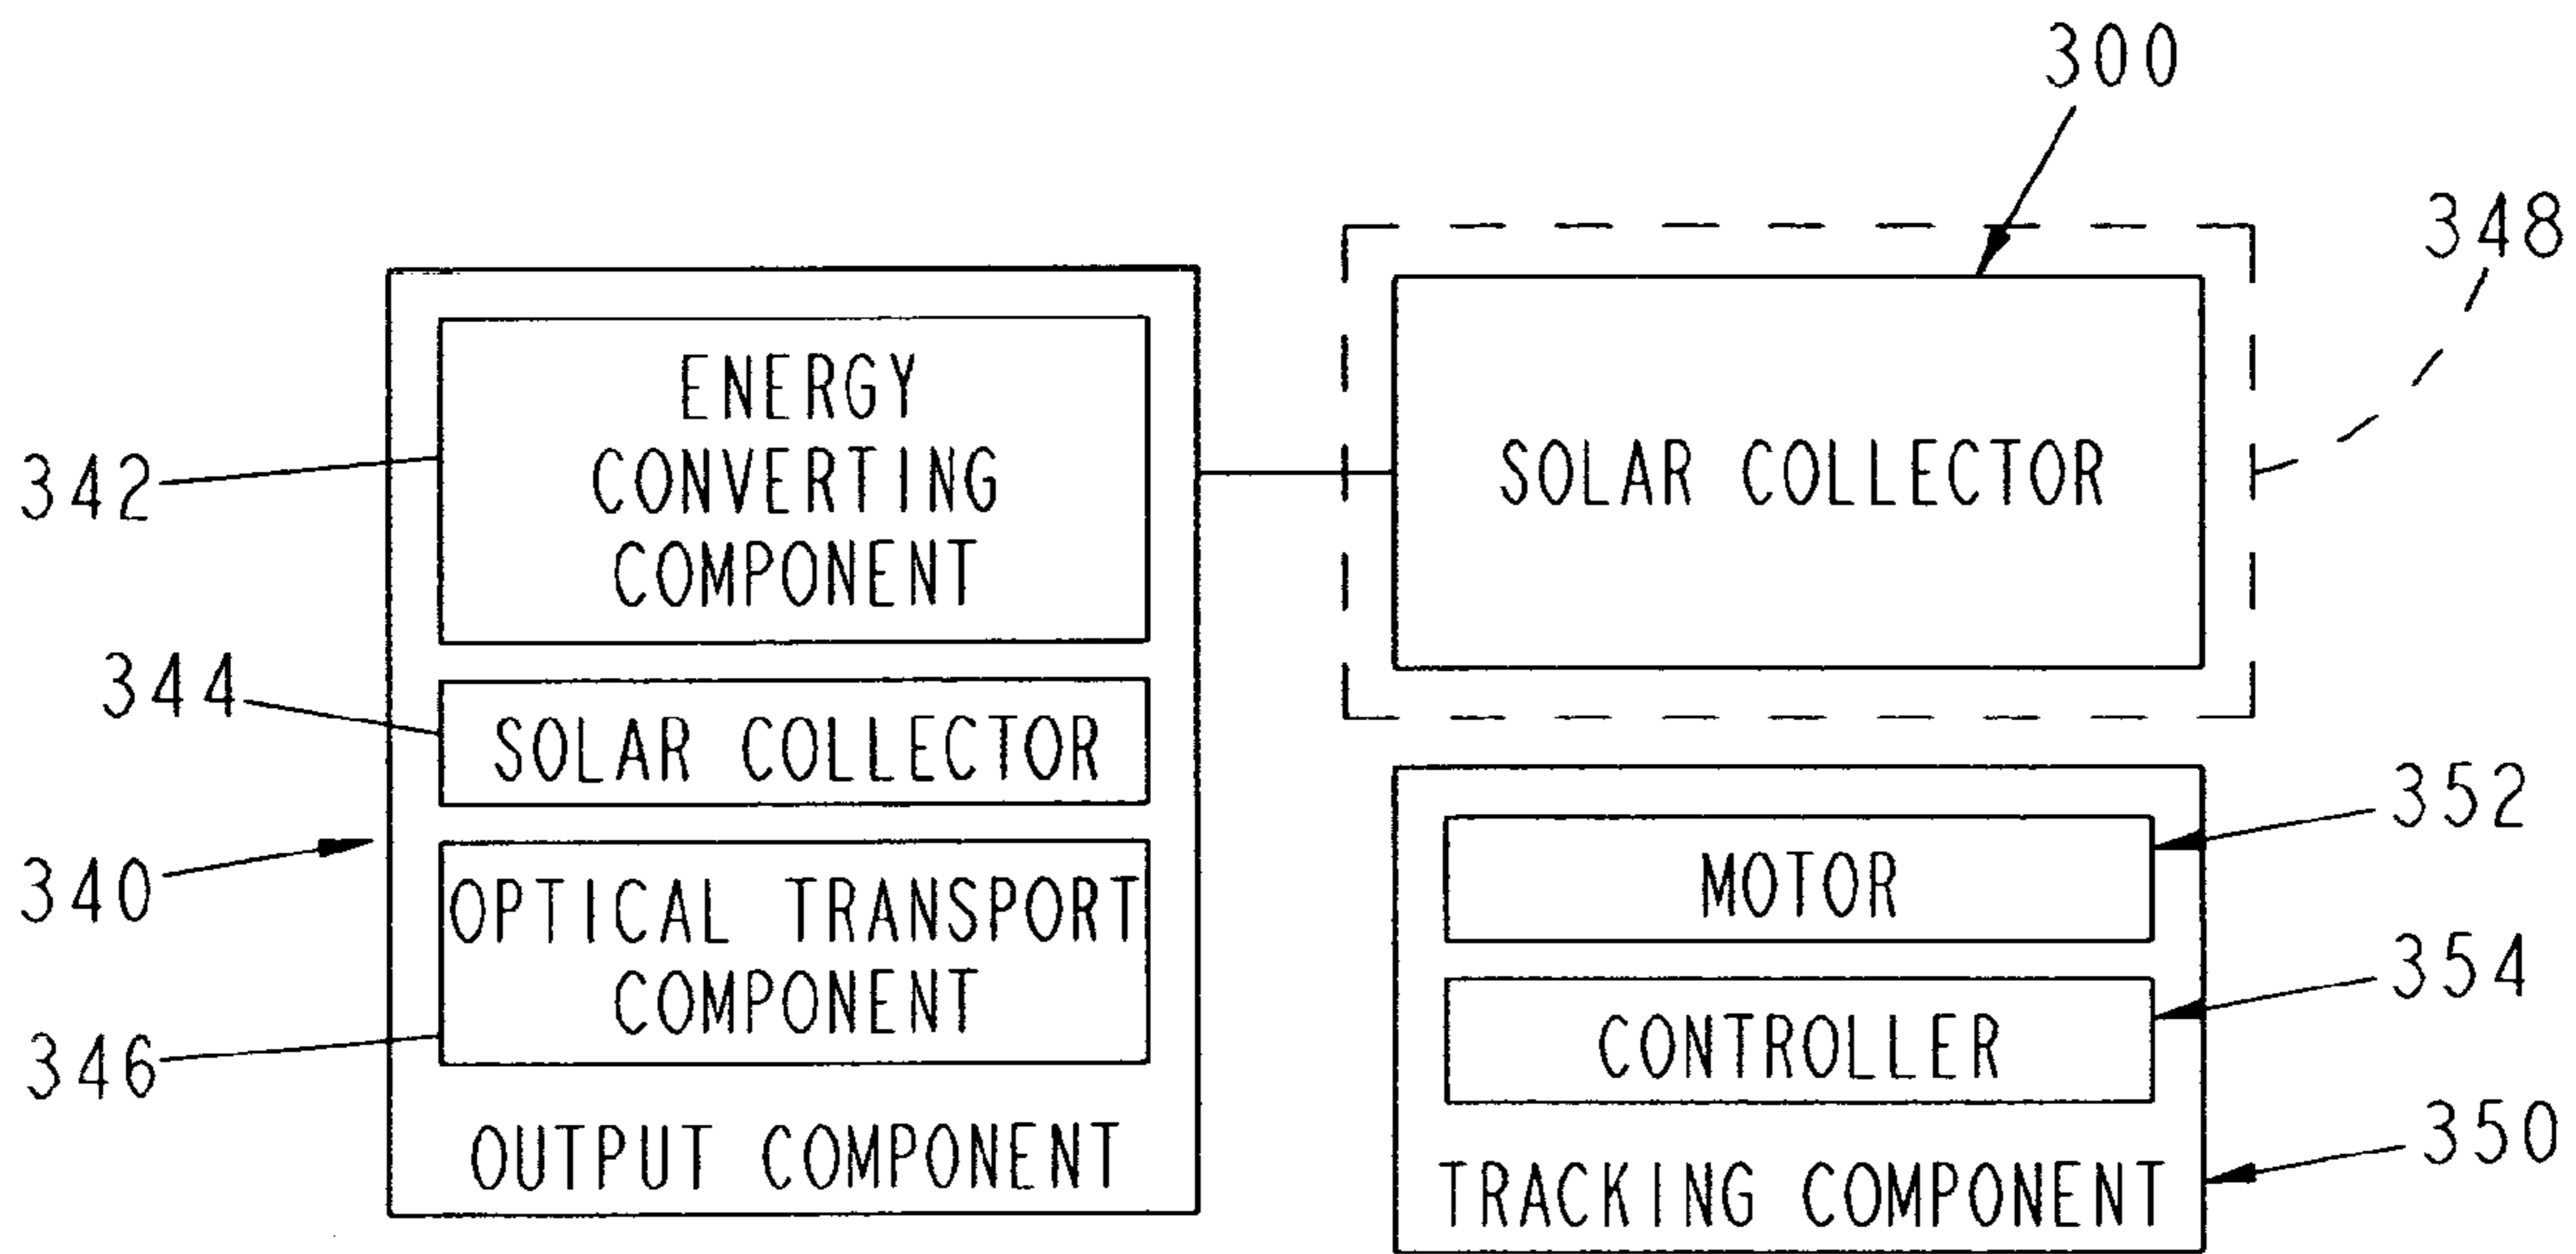 300
348
ENERGY
CONVERTING
COMPONENT
342
SOLAR COLLECTOR
344
SOLAR COLLECTOR
340
OPTICAL TRANSPORT
COMPONENT
346
OUTPUT COMPONENT
352
MOTOR
354
CONTROLLER
350
TRACKING COMPONENT